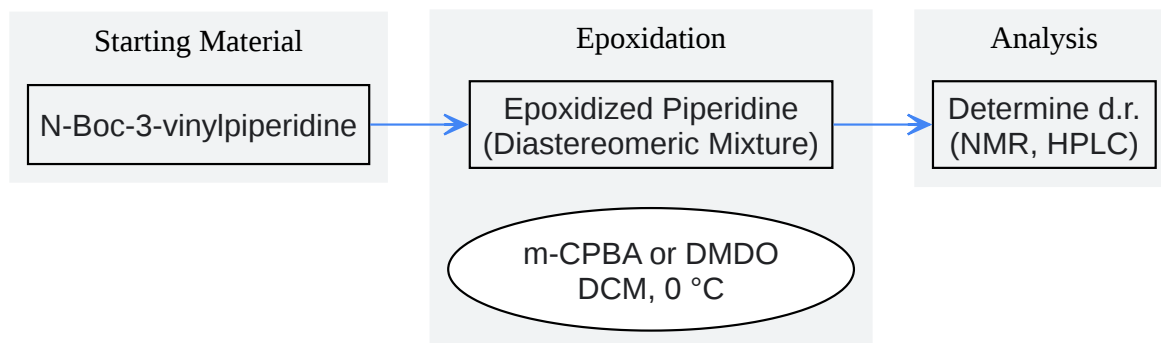 Starting Material
N-Boc-3-vinylpiperidine
Epoxidation
Epoxidized Piperidine
(Diastereomeric Mixture)
m-CPBA or DMDO
DCM, 0 °C
Analysis
Determine d.r.
(NMR, HPLC)